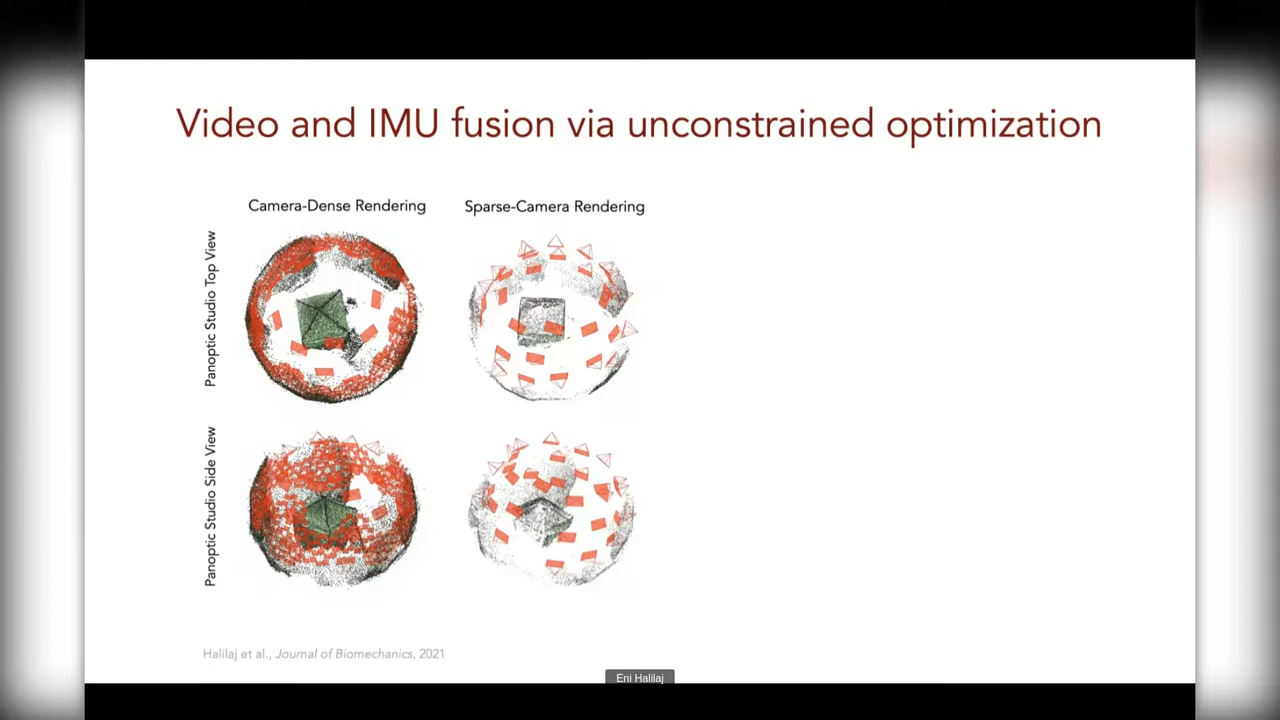 Video and IMU fusion via unconstrained optimization
Camera-Dense Rendering
Sparse-Camera Rendering
Panoptic Studio Top View
Panoptic Studio Side View
Halilaj et al., Journal of Biomechanics, 2021
Eni Halilaj